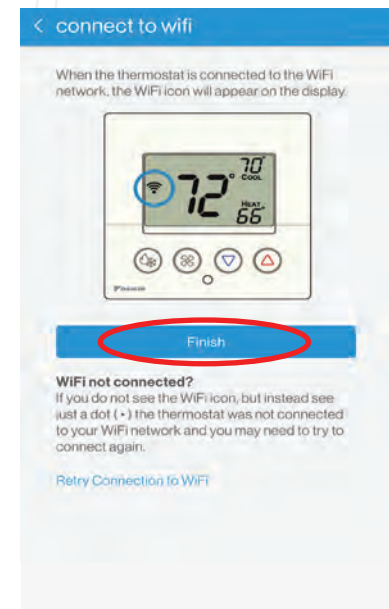 < connect to wifi
When the thermostat is connected to the WiFi
network, the WiFi icon will appear on the display.
72°
70°
COOL
HEAT
66°
DAIKIN
Finish
WiFi not connected?
If you do not see the WiFi icon, but instead see
just a dot ( • ) the thermostat was not connected
to your WiFi network and you may need to try to
connect again.
Retry Connection to WiFi